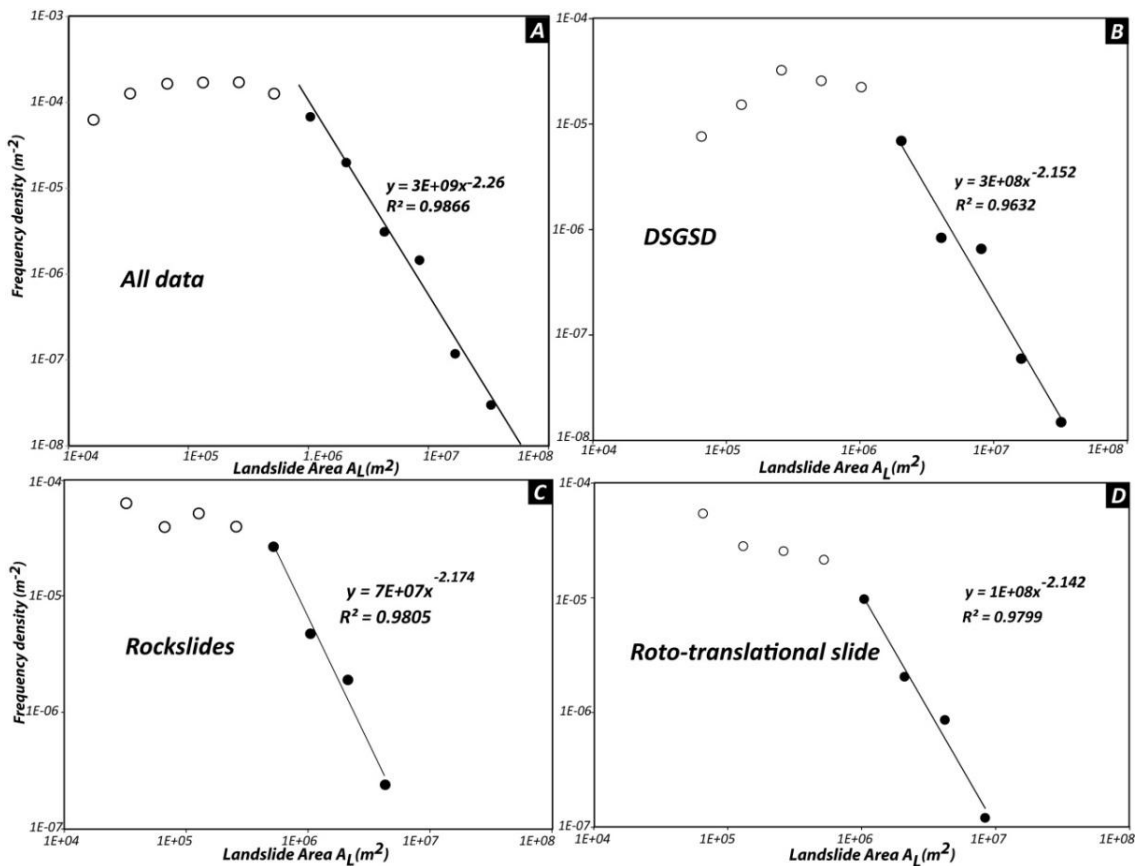 A
1E-03
1E-04
1E-05
1E-06
1E-07
1E-08
Frequency density (m-2)
y = 3E+09x-2.26
R² = 0.9866
All data
1E+04
1E+05
1.E+06
1E+07
1E+08
Landslide Area AL(m2)
B
1E-04
1E-05
1E-06
1E-07
1E-08
y = 3E+08x-2.152
R² = 0.9632
DSGSD
1E+04
1E+05
1E+06
1E+07
1E+08
Landslide Area AL(m2)
C
1E-04
1E-05
1E-06
1E-07
Frequency density (m-2)
y = 7E+07x-2.174
R² = 0.9805
Rockslides
1E+04
1E+05
1E+06
1E+07
1E+08
Landslide Area AL(m2)
D
1E-04
1E-05
1E-06
1E-07
y = 1E+08x-2.142
R² = 0.9799
Roto-translational slide
1E+04
1E+05
1E+06
1E+07
1E+08
Landslide Area AL(m2)